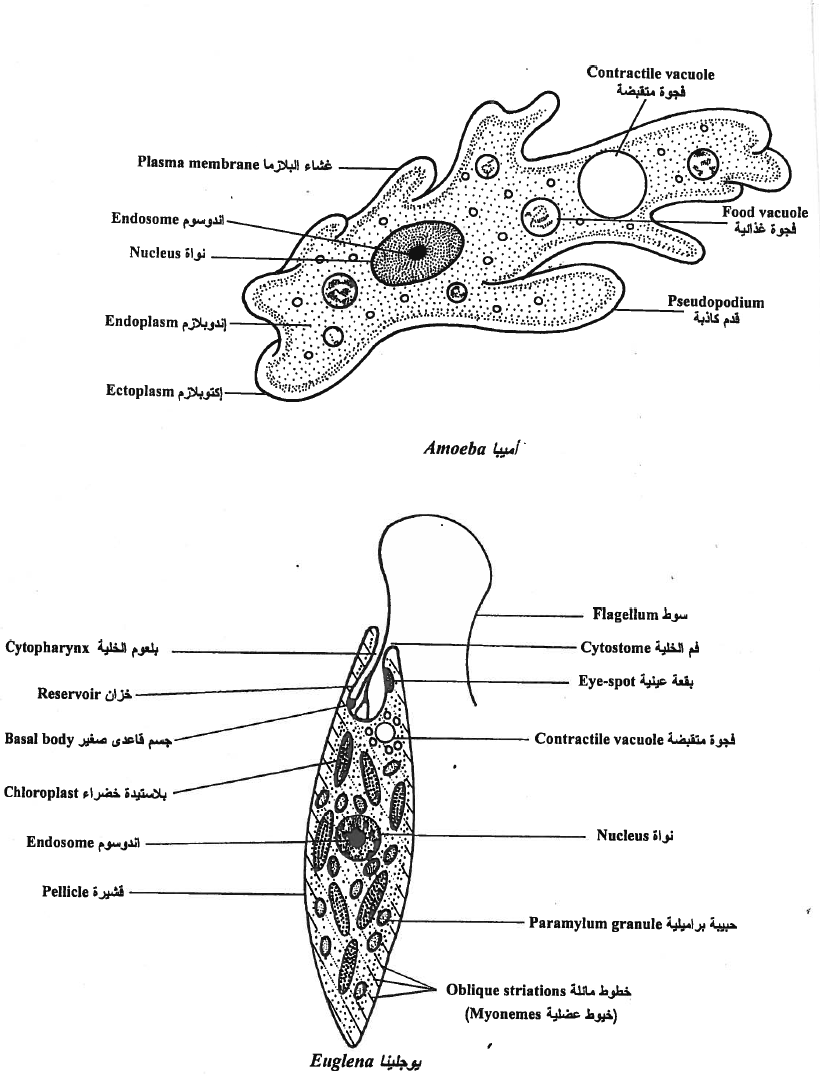 Contractile vacuole
فجوة متقبضة
Plasma membrane غشاء البلازما
Endosome اندوسوم
Food vacuole
فجوة غذائية
Nucleus نواة
Pseudopodium
قدم كاذبة
Endoplasm إندوبلازم
Ectoplasm إكتوبلازم
Amoeba أميبا
Flagellum سوط
Cytopharynx بلعوم الخلية
Cytostome فم الخلية
Eye-spot بقعة عينية
Reservoir خزان
Basal body جسم قاعدى صغير
Contractile vacuole فجوة متقبضة
Chloroplast بلاستيدة خضراء
Endosome اندوسوم
Nucleus نواة
Pellicle قشيرة
Paramylum granule حبيبة براميلية
Oblique striations خطوط مائلة
(Myonemes خيوط عضلية)
Euglena يوجلينا